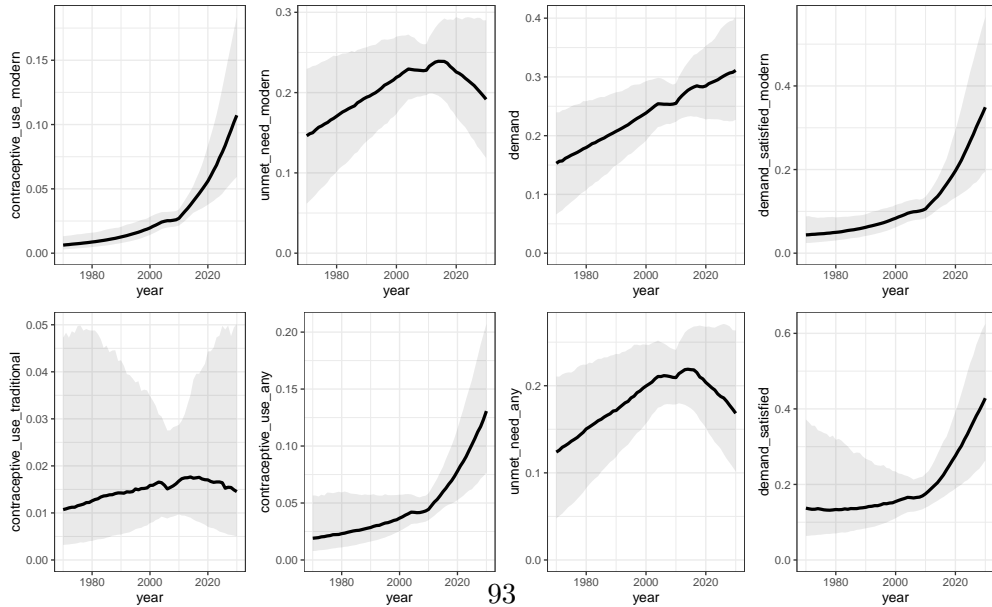 contraceptive_use_modern
0.15
0.10
0.05
0.00
1980 2000 2020
year
unmet_need_modern
0.3
0.2
0.1
0.0
1980 2000 2020
year
demand
0.4
0.3
0.2
0.1
0.0
1980 2000 2020
year
demand_satisfied_modern
0.4
0.2
0.0
1980 2000 2020
year
contraceptive_use_traditional
0.05
0.04
0.03
0.02
0.01
0.00
1980 2000 2020
year
contraceptive_use_any
0.20
0.15
0.10
0.05
0.00
1980 2000 2020
year
unmet_need_any
0.2
0.1
0.0
1980 2000 2020
year
demand_satisfied
0.6
0.4
0.2
0.0
1980 2000 2020
year
93